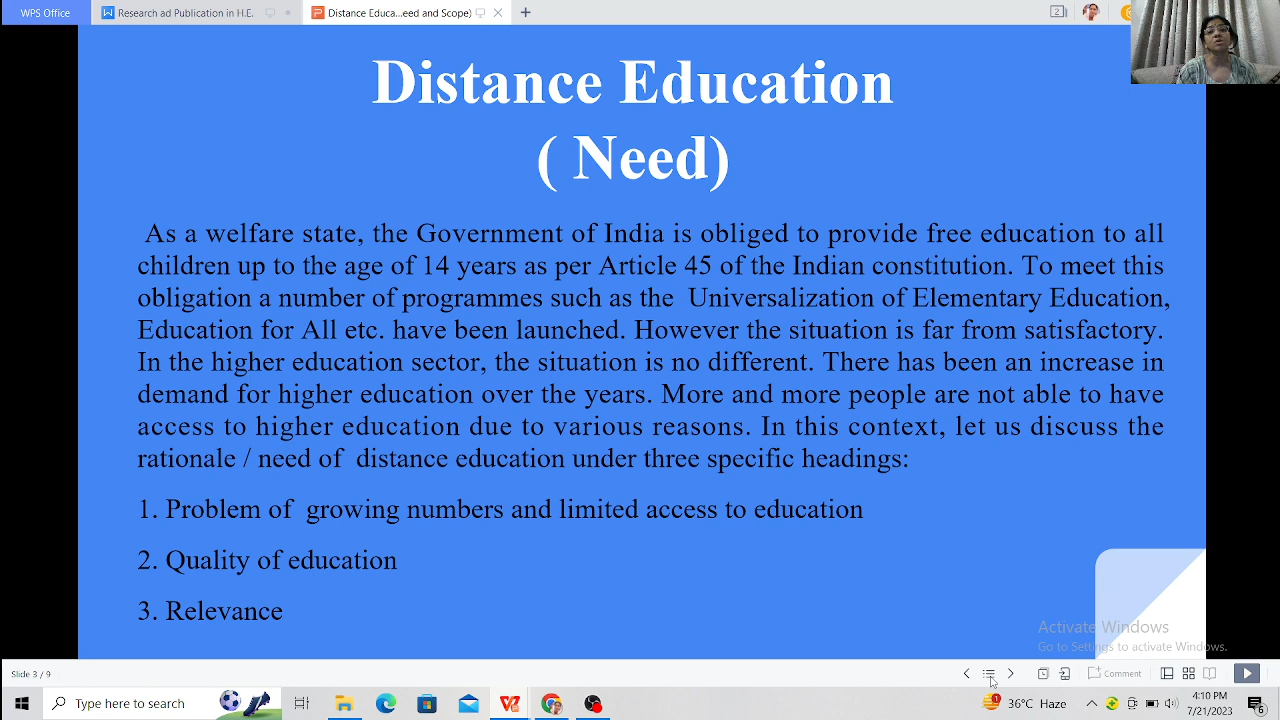 WPS Office
Research ad Publication in H.E.
Distance Educa...eed and Scope)
Distance Education
( Need)
As a welfare state, the Government of India is obliged to provide free education to all
children up to the age of 14 years as per Article 45 of the Indian constitution. To meet this
obligation a number of programmes such as the Universalization of Elementary Education,
Education for All etc. have been launched. However the situation is far from satisfactory.
In the higher education sector, the situation is no different. There has been an increase in
demand for higher education over the years. More and more people are not able to have
access to higher education due to various reasons. In this context, let us discuss the
rationale / need of distance education under three specific headings:
1. Problem of growing numbers and limited access to education
2. Quality of education
3. Relevance
Activate Windows
Go to Settings to activate Windows.
Slide 3 / 9
Comment
Type here to search
36°C Haze
4:10 PM
7/21/2023
6